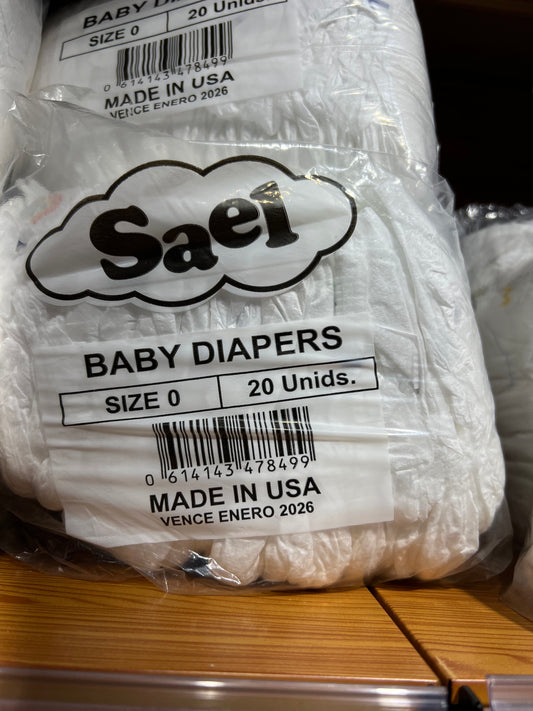 BABY DI
SIZE 0 20 Unids.
0 614143 478499
MADE IN USA
VENCE ENERO 2026
Sael
BABY DIAPERS
SIZE 0 20 Unids.
0 614143 478499
MADE IN USA
VENCE ENERO 2026